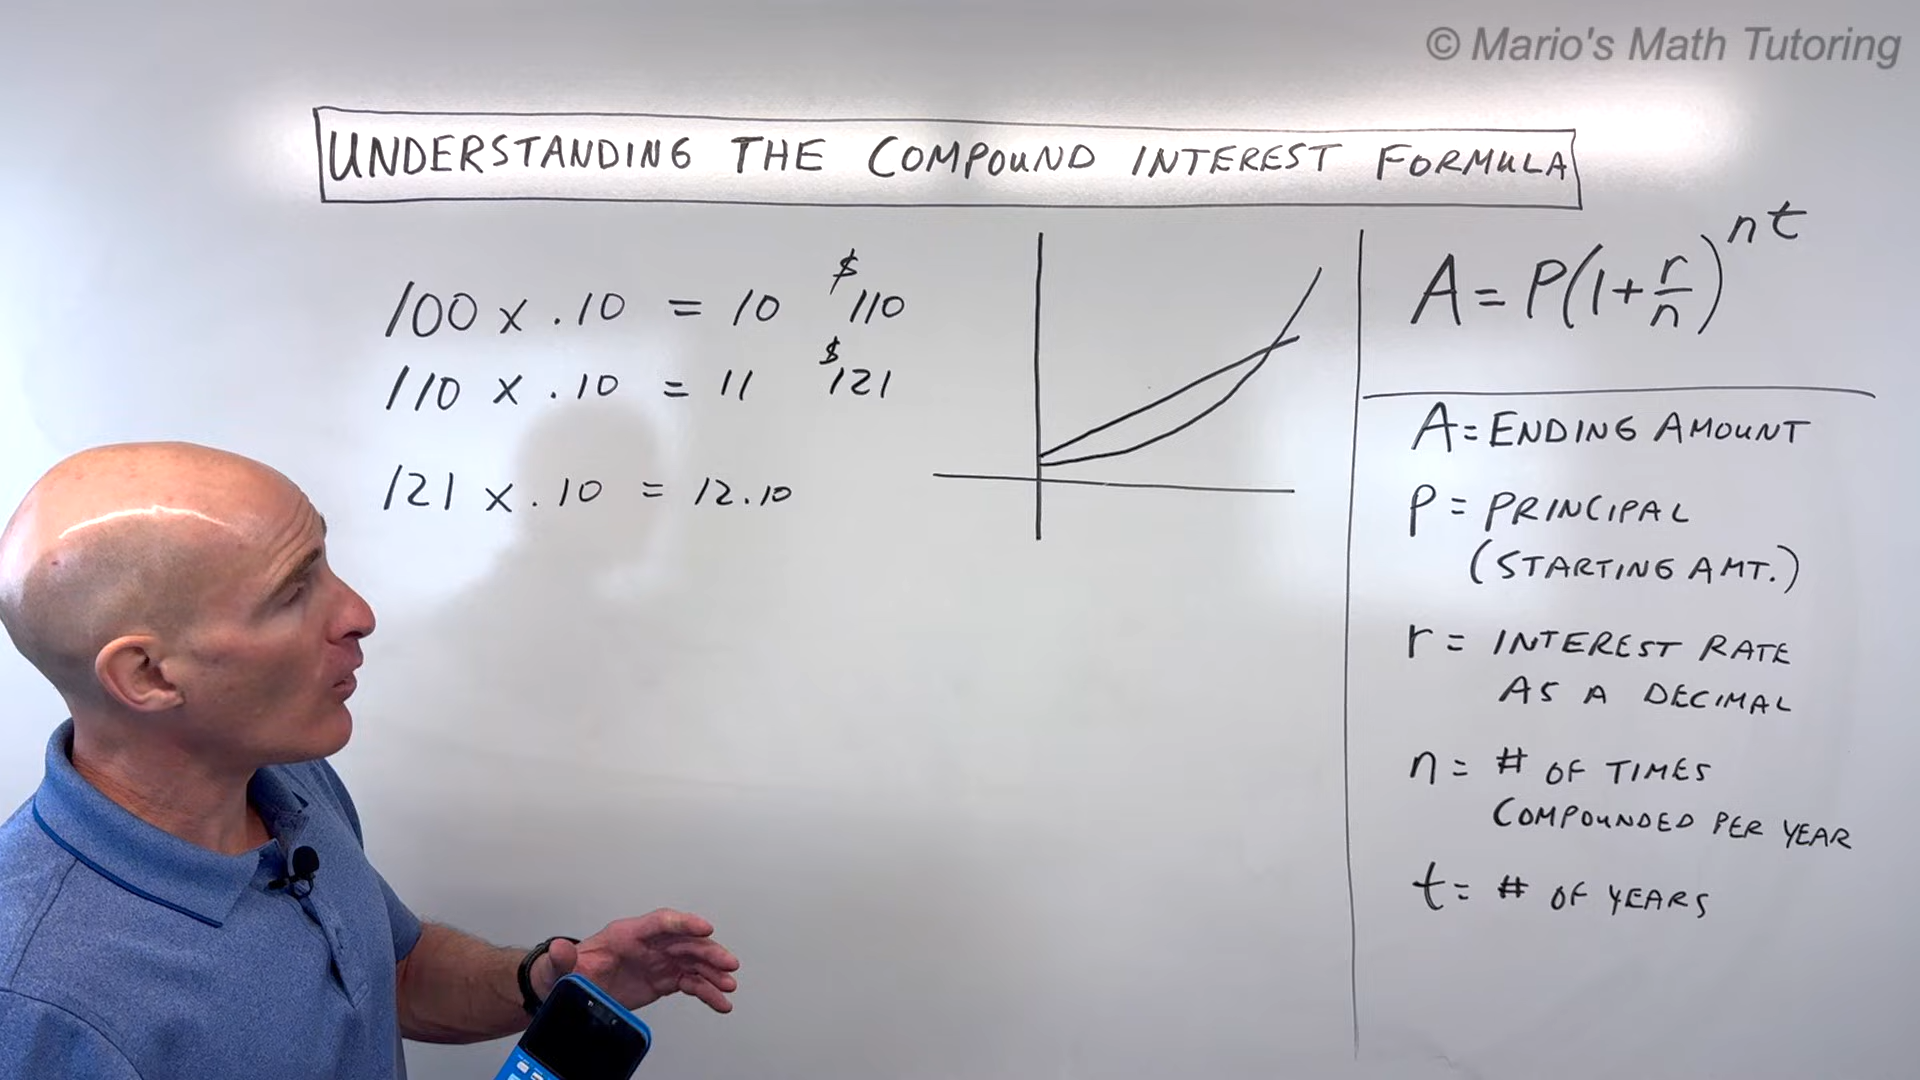 © Mario's Math Tutoring
UNDERSTANDING THE COMPOUND INTEREST FORMULA
100 x .10 = 10 $110
110 x .10 = 11 $121
121 x .10 = 12.10
A = P(1 + r/n)^nt
A = ENDING AMOUNT
P = PRINCIPAL
(STARTING AMT.)
r = INTEREST RATE
AS A DECIMAL
n = # OF TIMES
COMPOUNDED PER YEAR
t = # OF YEARS